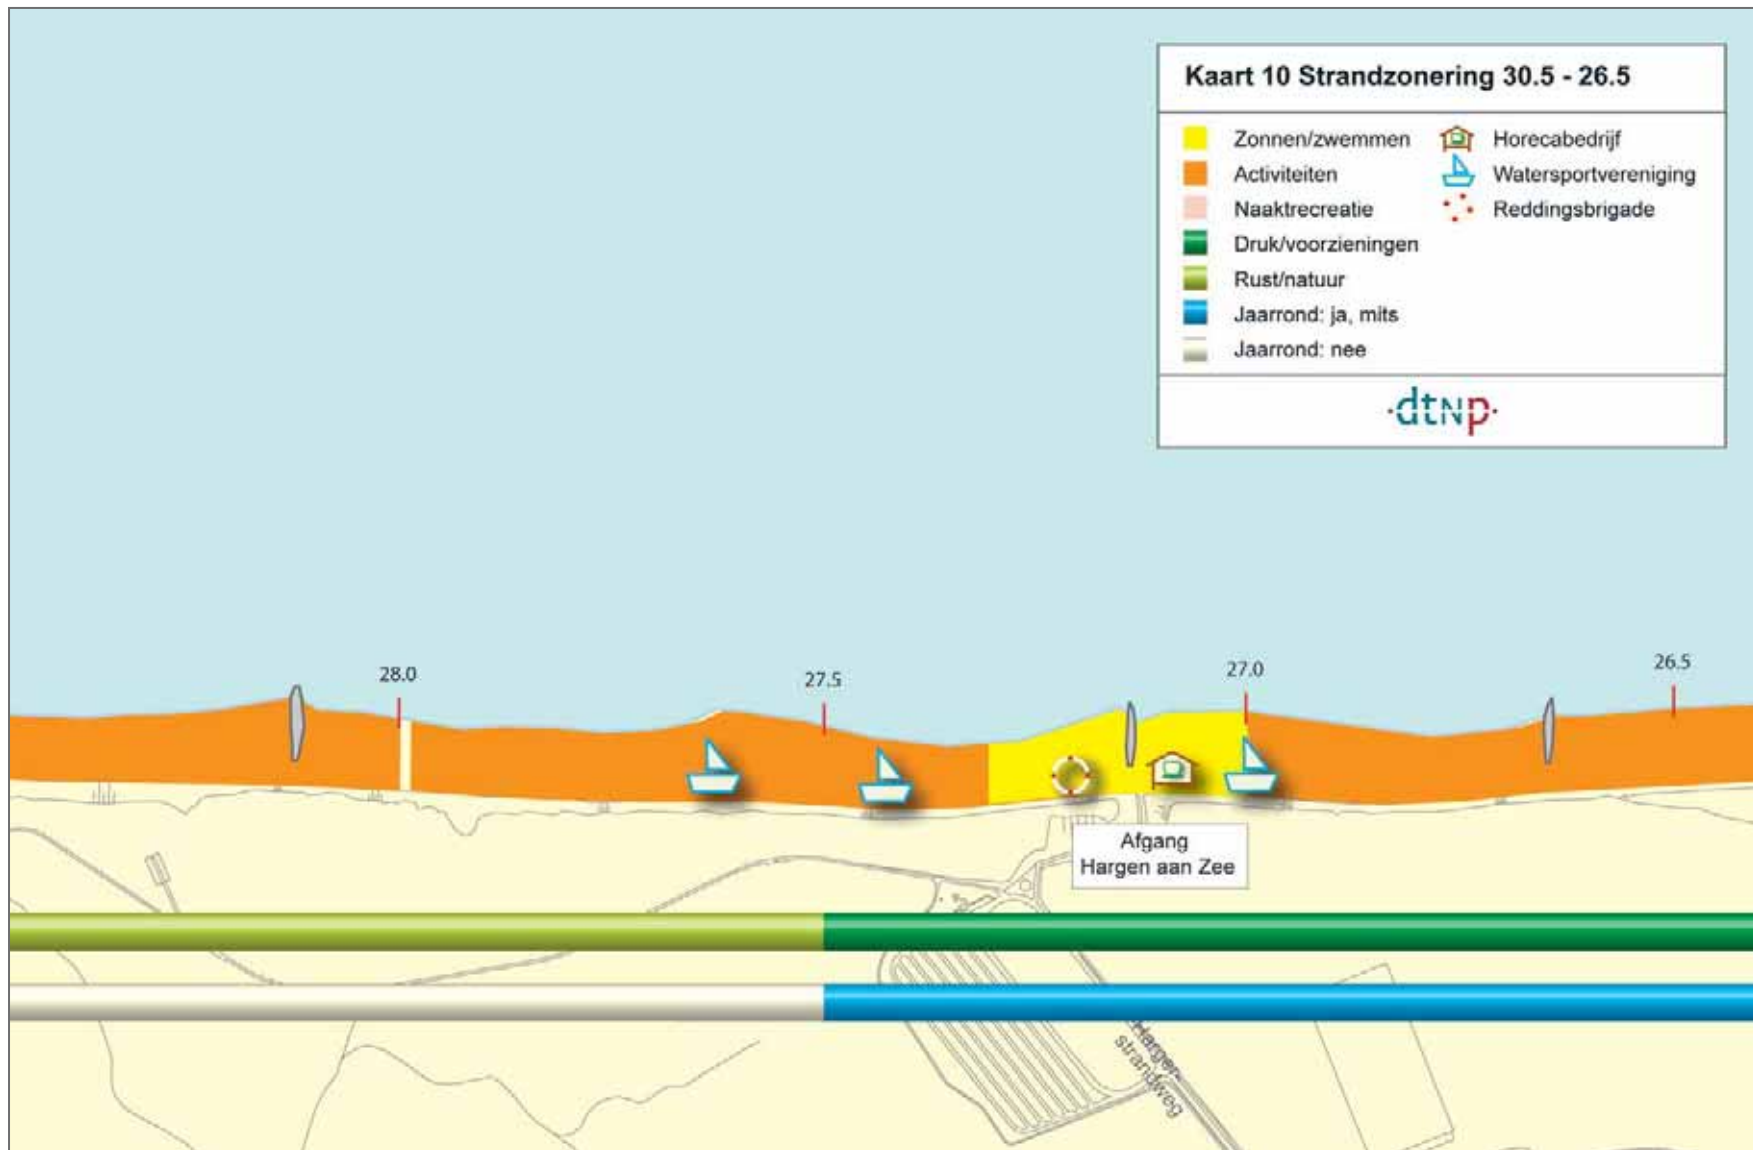 Kaart 10 Strandzonering 30.5 - 26.5
Zonnen/zwemmen
Activiteiten
Naaktrecreatie
Druk/voorzieningen
Rust/natuur
Jaarrond: ja, mits
Jaarrond: nee
Horecabedrijf
Watersportvereniging
Reddingsbrigade
·dtNp·
28.0
27.5
27.0
26.5
Afgang
Hargen aan Zee
Harger-
strandweg